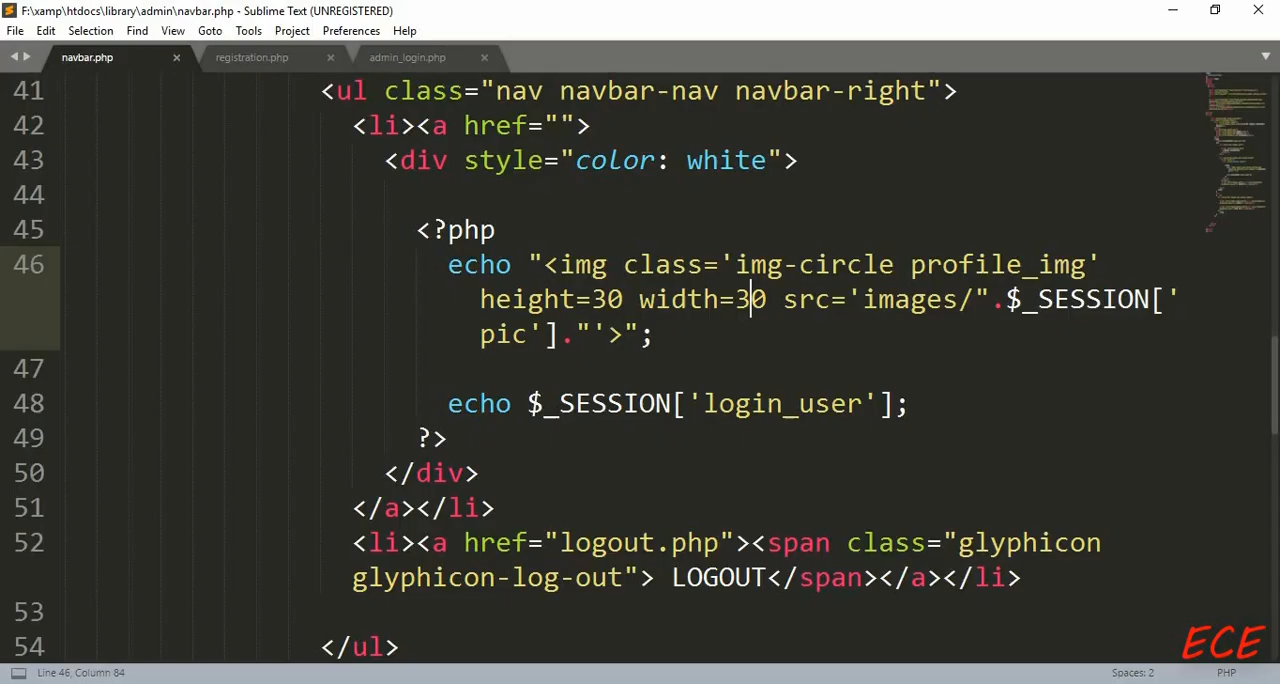 F:\xamp\htdocs\library\admin\navbar.php - Sublime Text (UNREGISTERED)
File Edit Selection Find View Goto Tools Project Preferences Help
navbar.php registration.php admin_login.php
41 <ul class="nav navbar-nav navbar-right">
42 <li><a href="">
43 <div style="color: white">
44
45 <?php
46 echo "<img class='img-circle profile_img'
height=30 width=30 src='images/".$_SESSION['
pic']."'>";
47
48 echo $_SESSION['login_user'];
49 ?>
50 </div>
51 </a></li>
52 <li><a href="logout.php"><span class="glyphicon
glyphicon-log-out"> LOGOUT</span></a></li>
53
54 </ul>
ECE
Line 46, Column 84 Spaces: 2 PHP